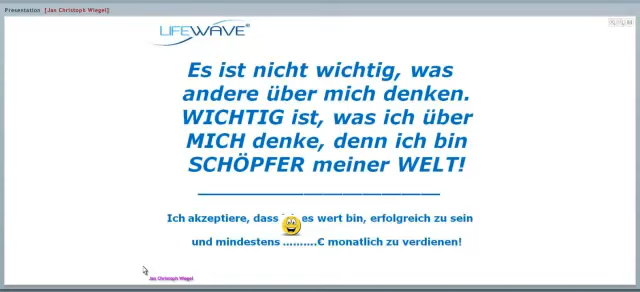 Presentation [Jan Christoph Wiegel]
LIFEWAVE®
Es ist nicht wichtig, was
andere über mich denken.
WICHTIG ist, was ich über
MICH denke, denn ich bin
SCHÖPFER meiner WELT!
Ich akzeptiere, dass es wert bin, erfolgreich zu sein
und mindestens ……….€ monatlich zu verdienen!
Jan Christoph Wiegel